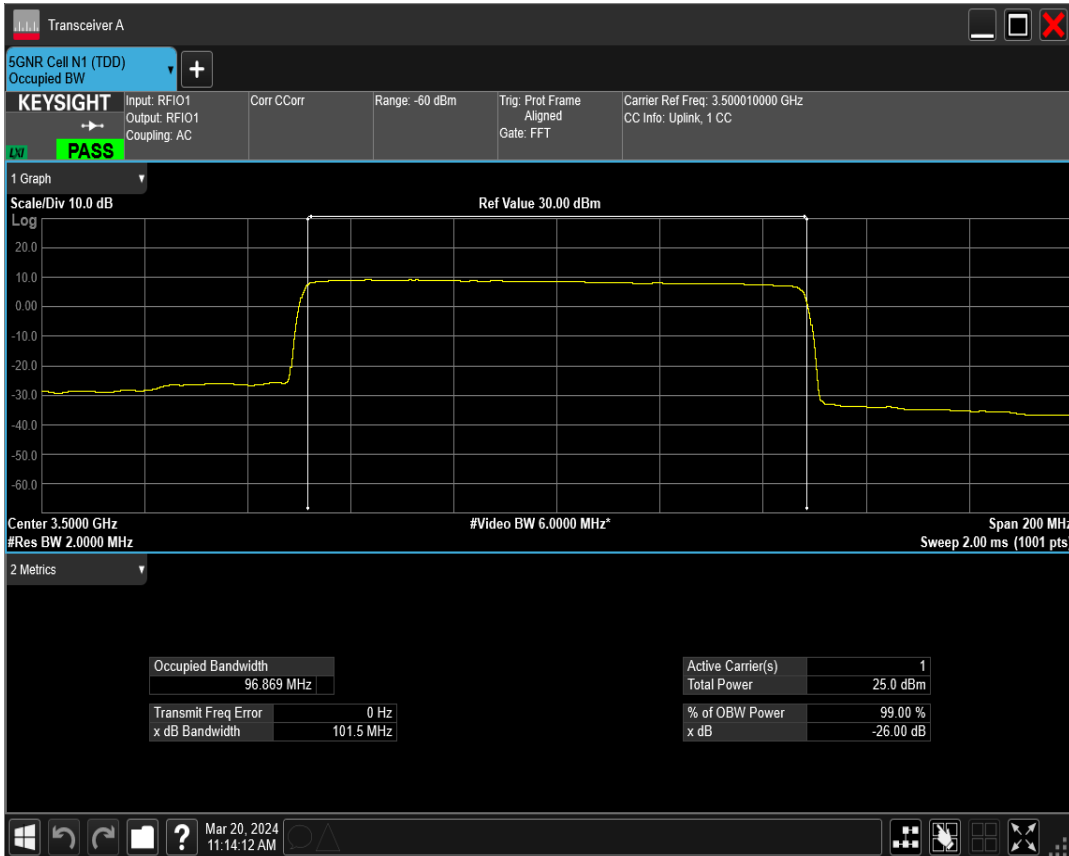 Transceiver A
5GNR Cell N1 (TDD)
Occupied BW
+
KEYSIGHT
LXI
PASS
Input: RFIO1
Output: RFIO1
Coupling: AC
Corr CCorr
Range: -60 dBm
Trig: Prot Frame
Aligned
Gate: FFT
Carrier Ref Freq: 3.500010000 GHz
CC Info: Uplink, 1 CC
1 Graph
Scale/Div 10.0 dB
Ref Value 30.00 dBm
Log
20.0
10.0
0.00
-10.0
-20.0
-30.0
-40.0
-50.0
-60.0
Center 3.5000 GHz
#Video BW 6.0000 MHz*
Span 200 MHz
#Res BW 2.0000 MHz
Sweep 2.00 ms (1001 pts)
2 Metrics
Occupied Bandwidth
96.869 MHz
Transmit Freq Error 0 Hz
x dB Bandwidth 101.5 MHz
Active Carrier(s) 1
Total Power 25.0 dBm
% of OBW Power 99.00 %
x dB -26.00 dB
?
Mar 20, 2024
11:14:12 AM